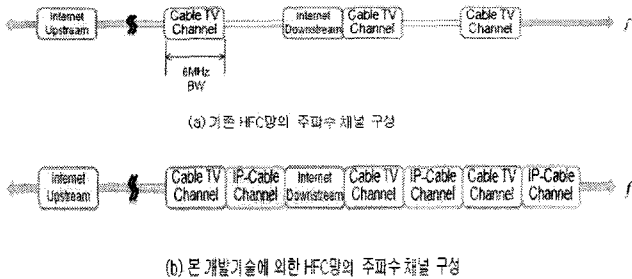 Internet
Upstream
Cable TV
Channel
Internet
Downstream
Cable TV
Channel
Cable TV
Channel
f
6MHz
BW
(a) 기존 HFC망의 주파수 채널 구성
Internet
Upstream
Cable TV
Channel
IP-Cable
Channel
Internet
Downstream
Cable TV
Channel
IP-Cable
Channel
Cable TV
Channel
IP-Cable
Channel
f
(b) 본 개발기술에 의한 HFC망의 주파수 채널 구성